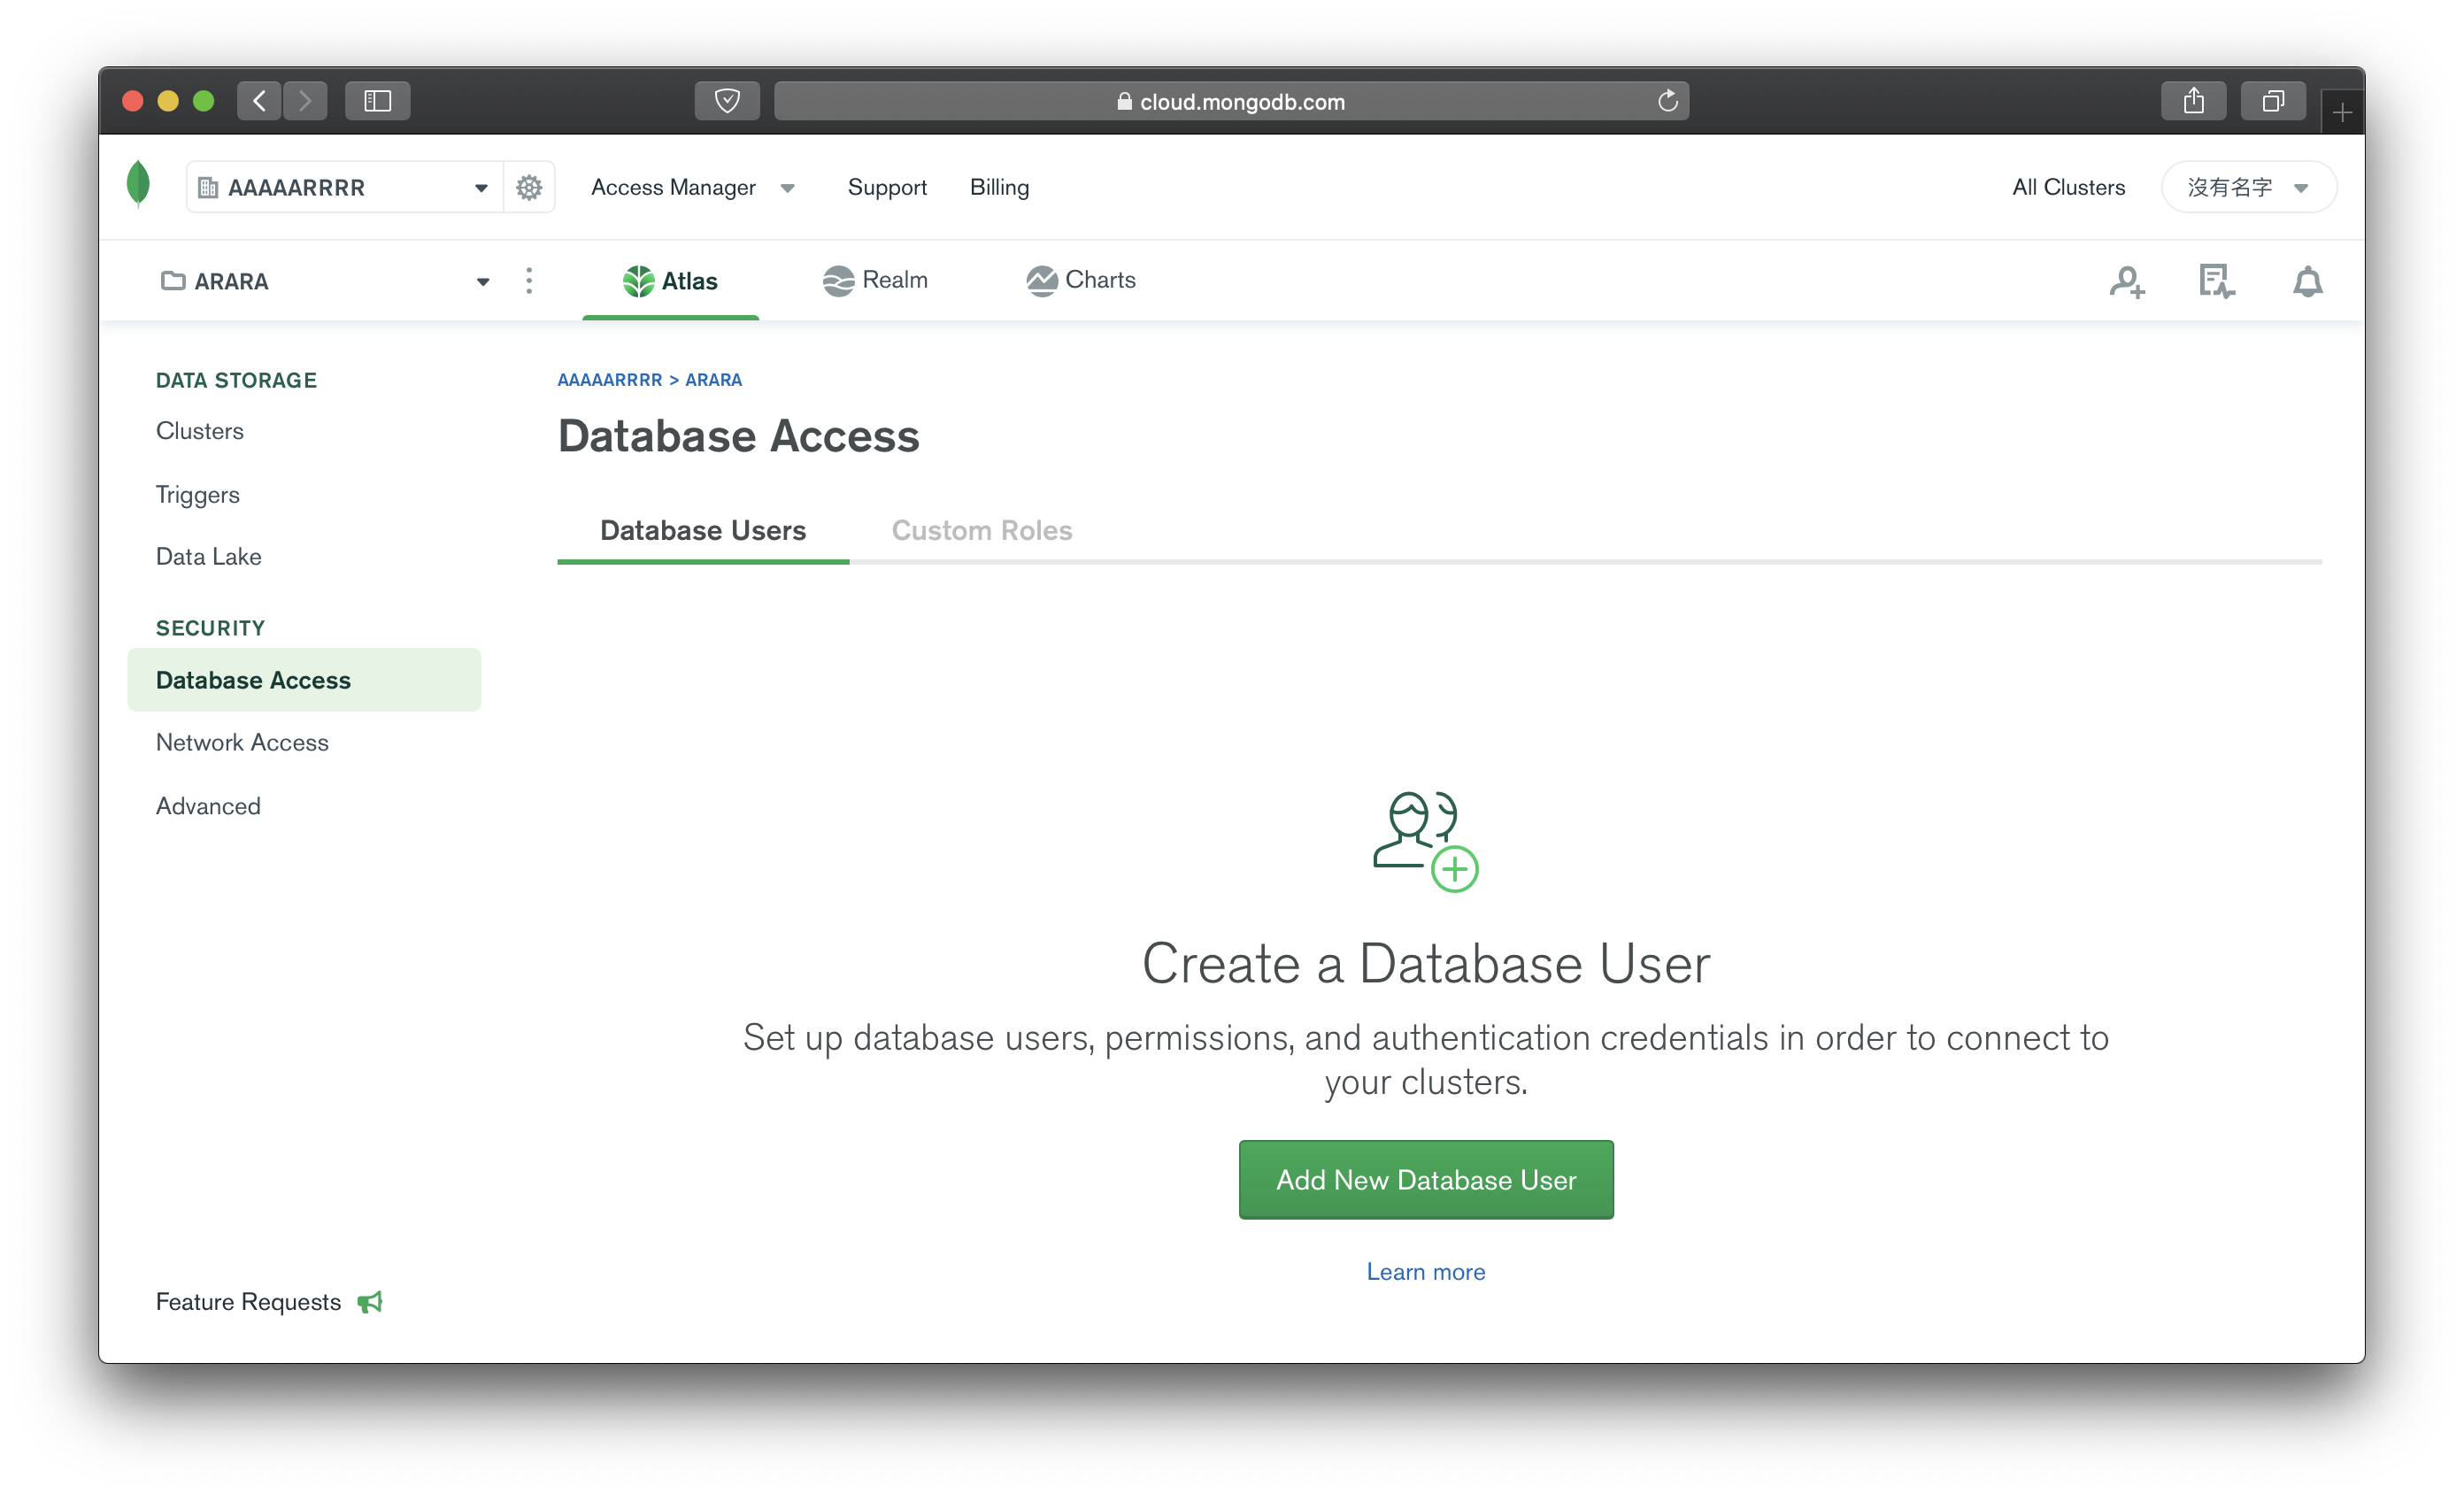 cloud.mongodb.com
AAAAARRRR
Access Manager
Support
Billing
All Clusters
沒有名字
ARARA
Atlas
Realm
Charts
DATA STORAGE
Clusters
Triggers
Data Lake
SECURITY
Database Access
Network Access
Advanced
Feature Requests
AAAAARRRR > ARARA
Database Access
Database Users
Custom Roles
Create a Database User
Set up database users, permissions, and authentication credentials in order to connect to
your clusters.
Add New Database User
Learn more